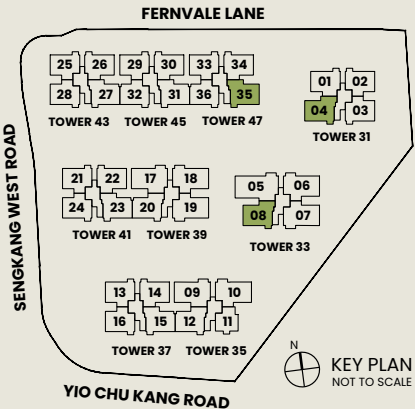 FERNVALE LANE
25 26 29 30 33 34
28 27 32 31 36 35
TOWER 43 TOWER 45 TOWER 47
01 02
04 03
TOWER 31
SENGKANG WEST ROAD
21 22 17 18
24 23 20 19
TOWER 41 TOWER 39
05 06
08 07
TOWER 33
13 14 09 10
16 15 12 11
TOWER 37 TOWER 35
YIO CHU KANG ROAD
N
KEY PLAN
NOT TO SCALE